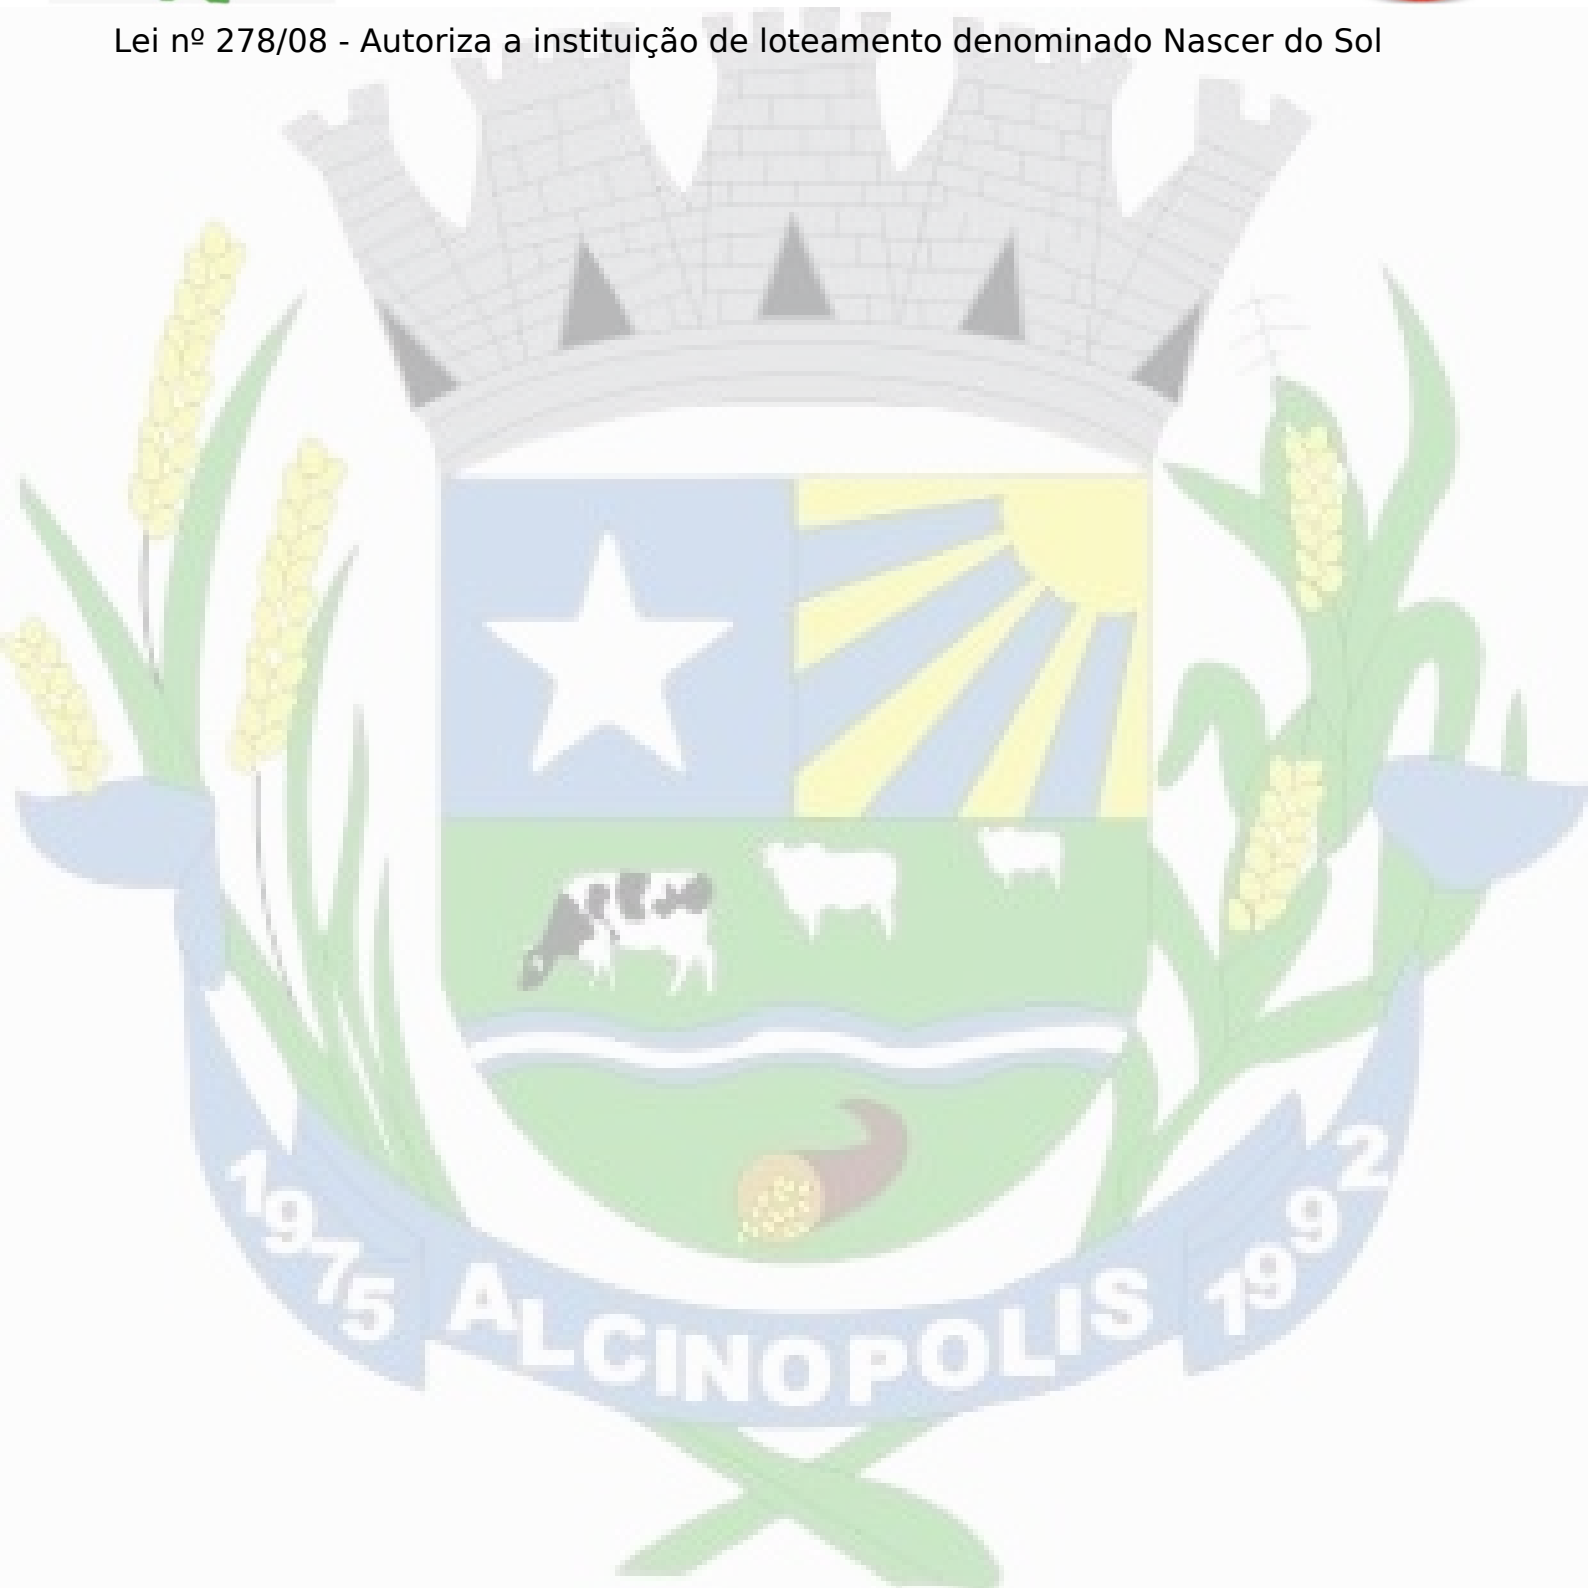 Lei nº 278/08 - Autoriza a instituição de loteamento denominado Nascer do Sol
1975 ALCINOPOLIS 1992